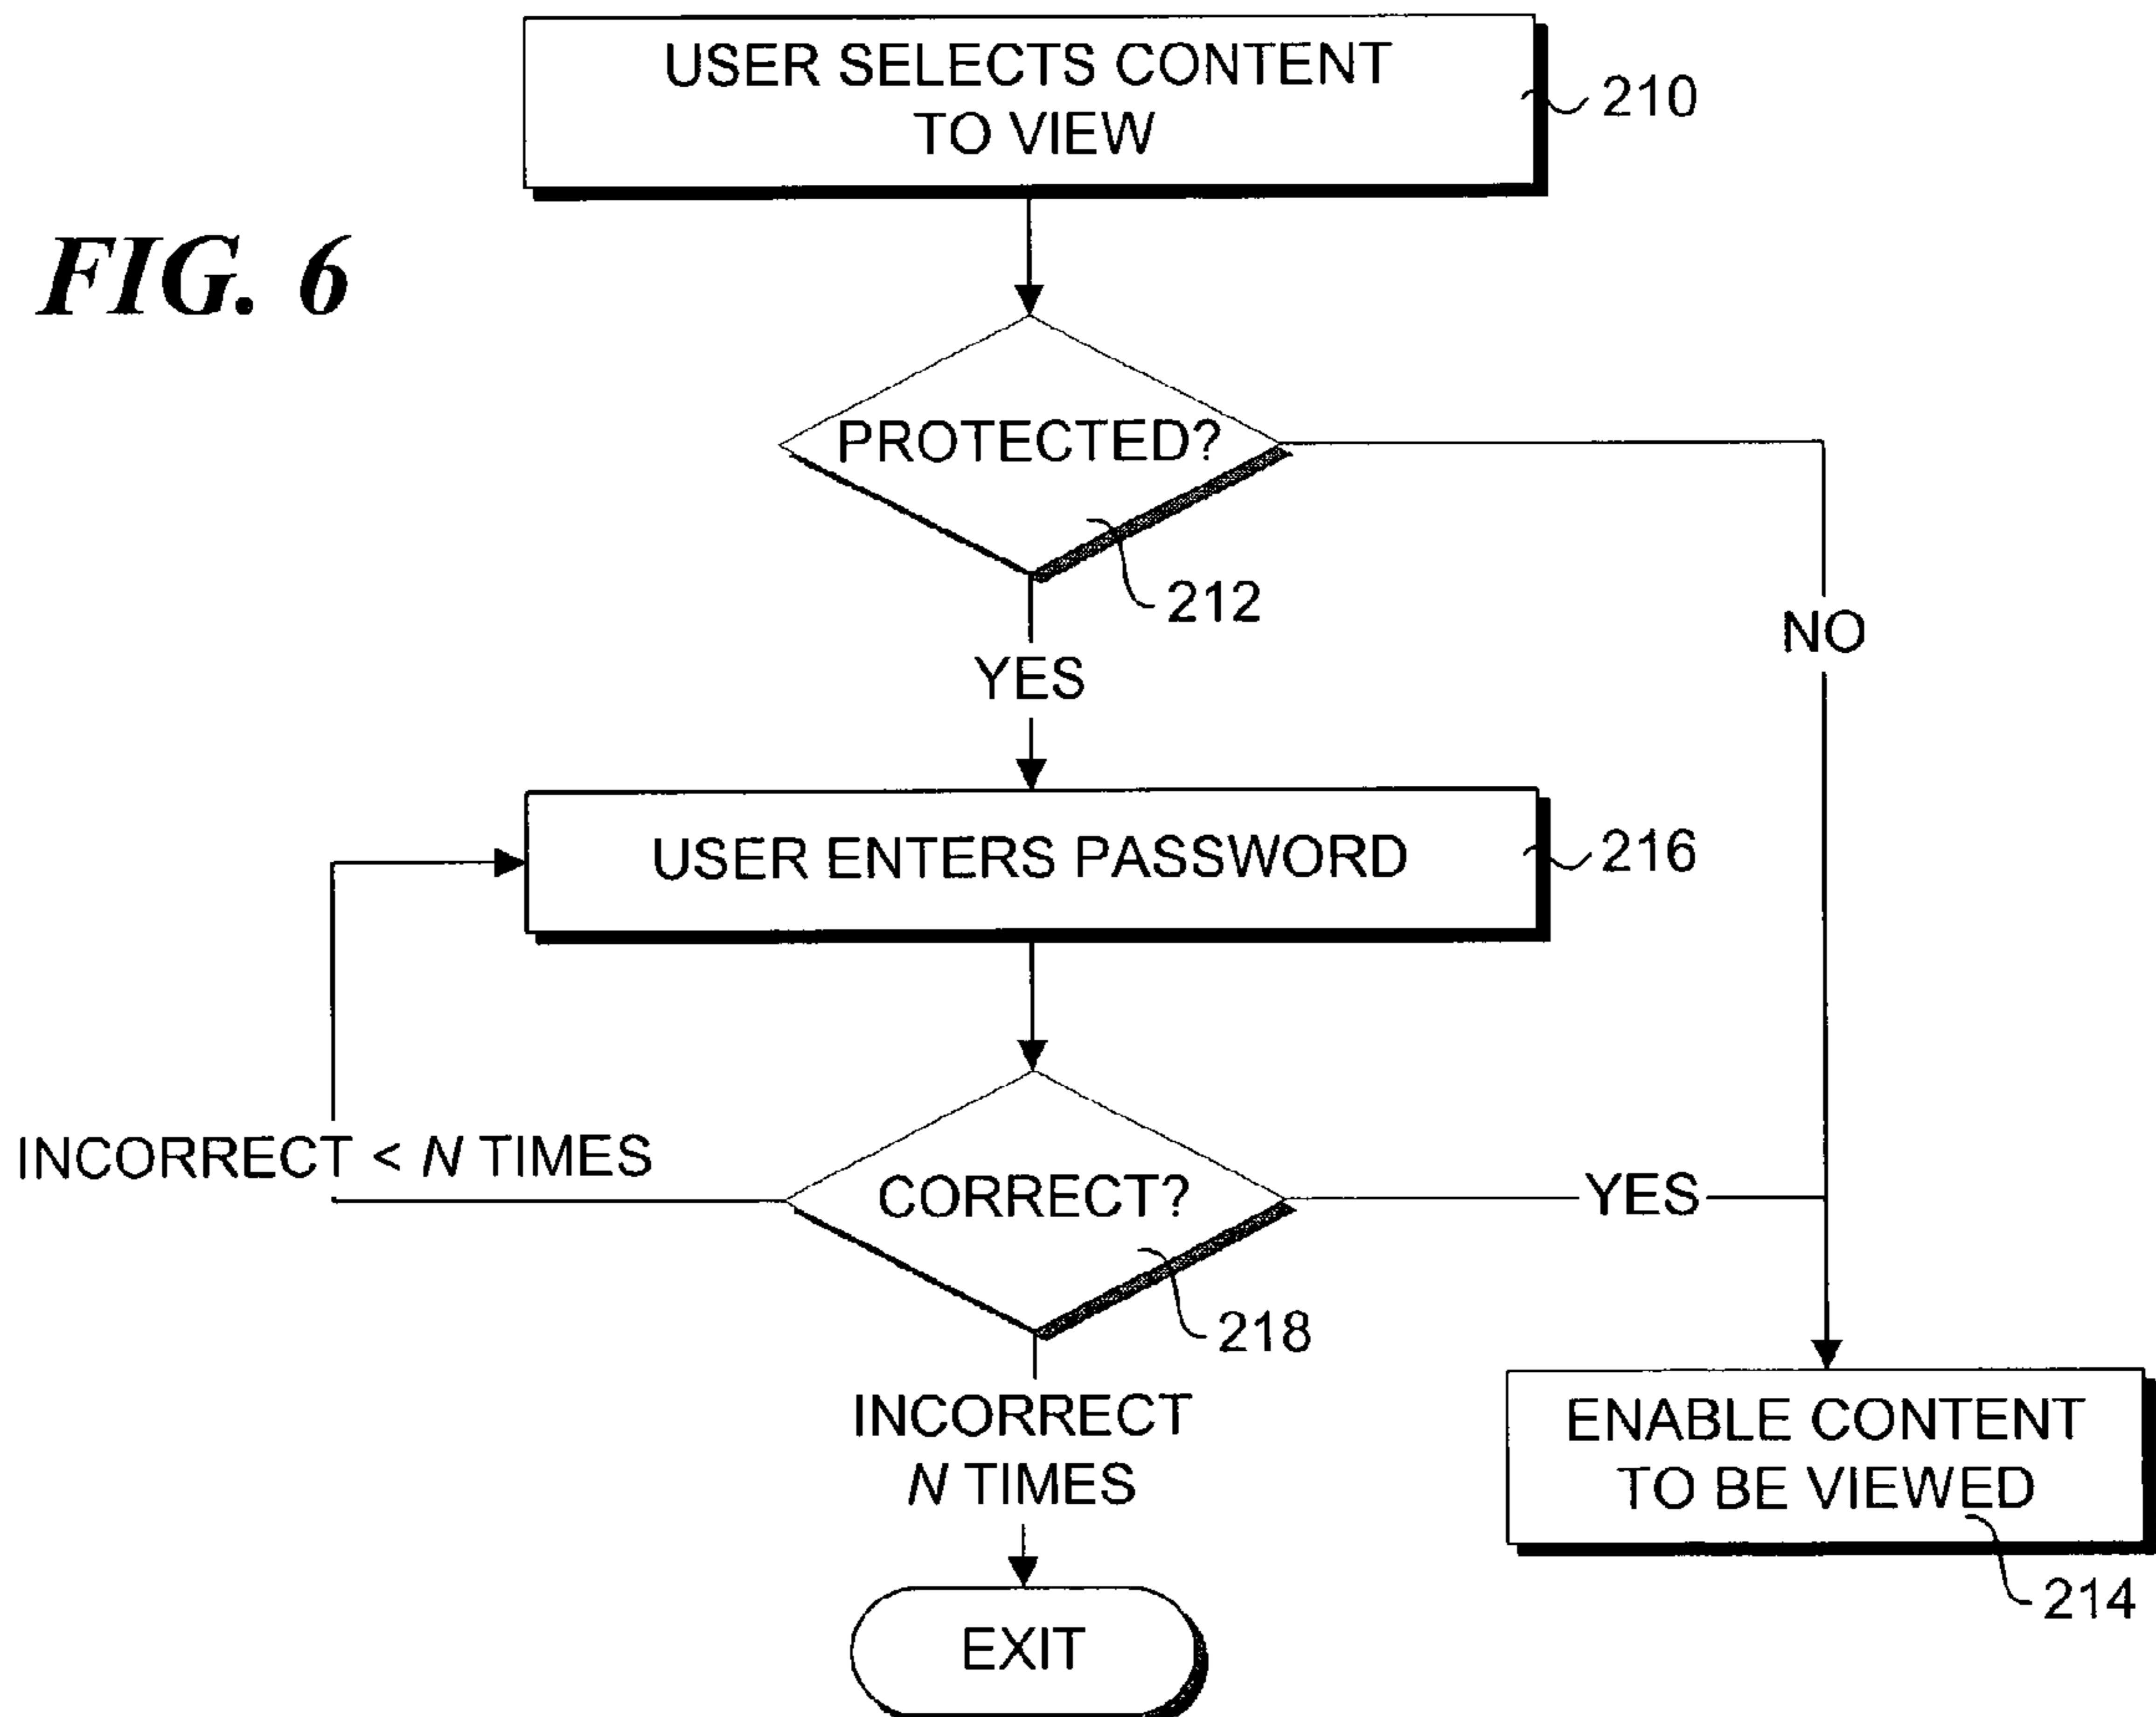 USER SELECTS CONTENT
TO VIEW
210
FIG. 6
PROTECTED?
212
NO
YES
USER ENTERS PASSWORD
216
INCORRECT < N TIMES
CORRECT?
YES
218
INCORRECT
N TIMES
ENABLE CONTENT
TO BE VIEWED
214
EXIT